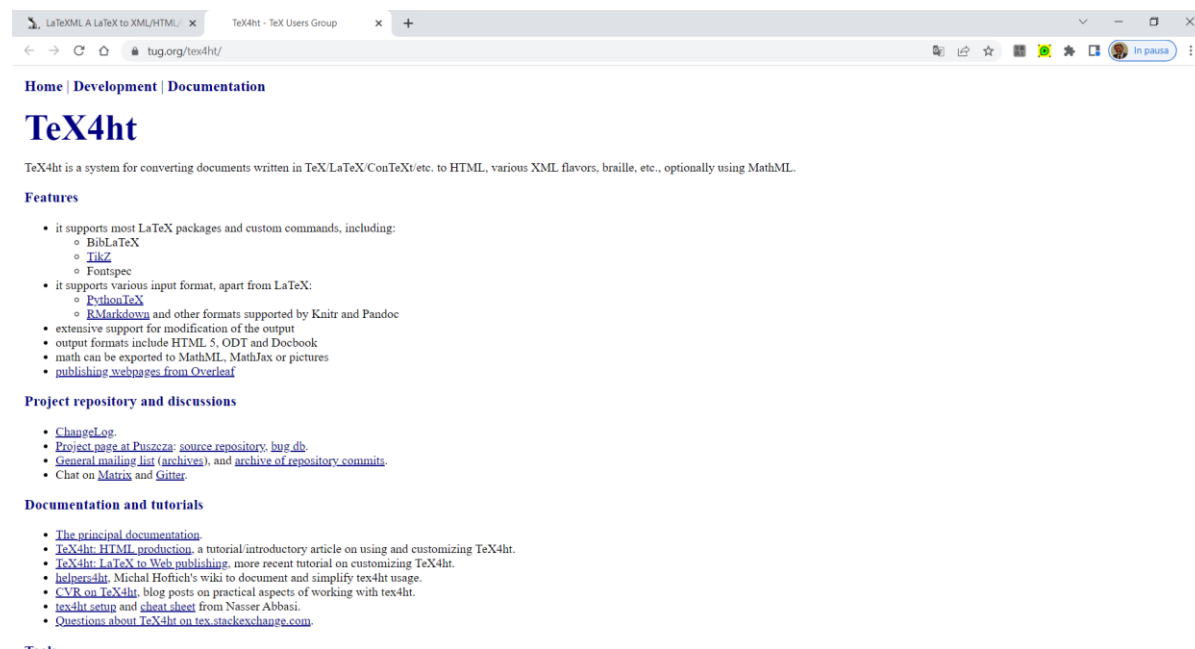 LaTeXML A LaTeX to XML/HTML/
TeX4ht - TeX Users Group
tug.org/tex4ht/
In pausa
Home | Development | Documentation
TeX4ht
TeX4ht is a system for converting documents written in TeX/LaTeX/ConTeXt/etc. to HTML, various XML flavors, braille, etc., optionally using MathML.
Features
• it supports most LaTeX packages and custom commands, including:
◦ BibLaTeX
◦ TikZ
◦ Fontspec
• it supports various input format, apart from LaTeX:
◦ PythonTeX
◦ RMarkdown and other formats supported by Knitr and Pandoc
• extensive support for modification of the output
• output formats include HTML 5, ODT and Docbook
• math can be exported to MathML, MathJax or pictures
• publishing webpages from Overleaf
Project repository and discussions
• ChangeLog.
• Project page at Puszcza: source repository, bug db.
• General mailing list (archives), and archive of repository commits.
• Chat on Matrix and Gitter.
Documentation and tutorials
• The principal documentation.
• TeX4ht: HTML production, a tutorial/introductory article on using and customizing TeX4ht.
• TeX4ht: LaTeX to Web publishing, more recent tutorial on customizing TeX4ht.
• helpers4ht, Michal Hoftich's wiki to document and simplify tex4ht usage.
• CVR on TeX4ht, blog posts on practical aspects of working with tex4ht.
• tex4ht setup and cheat sheet from Nasser Abbasi.
• Questions about TeX4ht on tex.stackexchange.com.